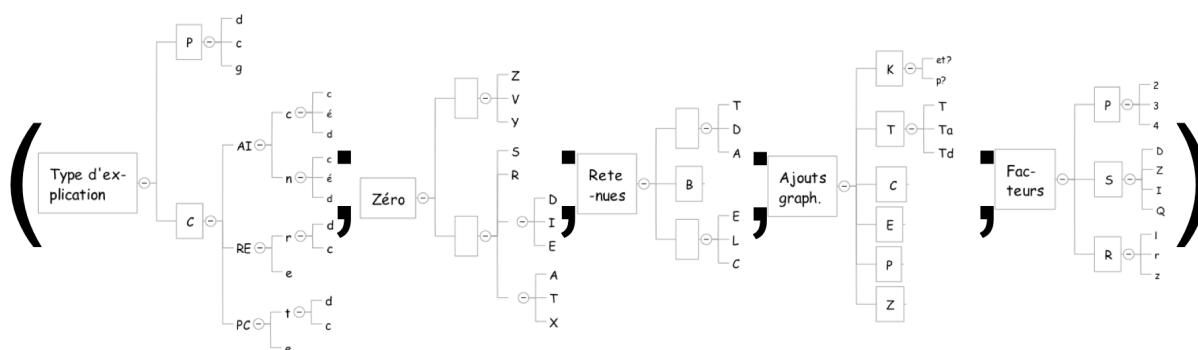 (
Type d'ex-
plication
P
d
c
g
C
AI
c
c
é
d
n
c
é
d
RE
r
d
c
e
PC
t
d
c
e
;
Zéro
Z
V
Y
S
R
D
I
E
A
T
X
;
Rete
-nues
T
D
A
B
E
L
C
;
Ajouts
graph.
K
et?
p?
T
T
Ta
Td
C
E
P
Z
;
Fac-
teurs
P
2
3
4
S
D
Z
I
Q
R
l
r
z
)